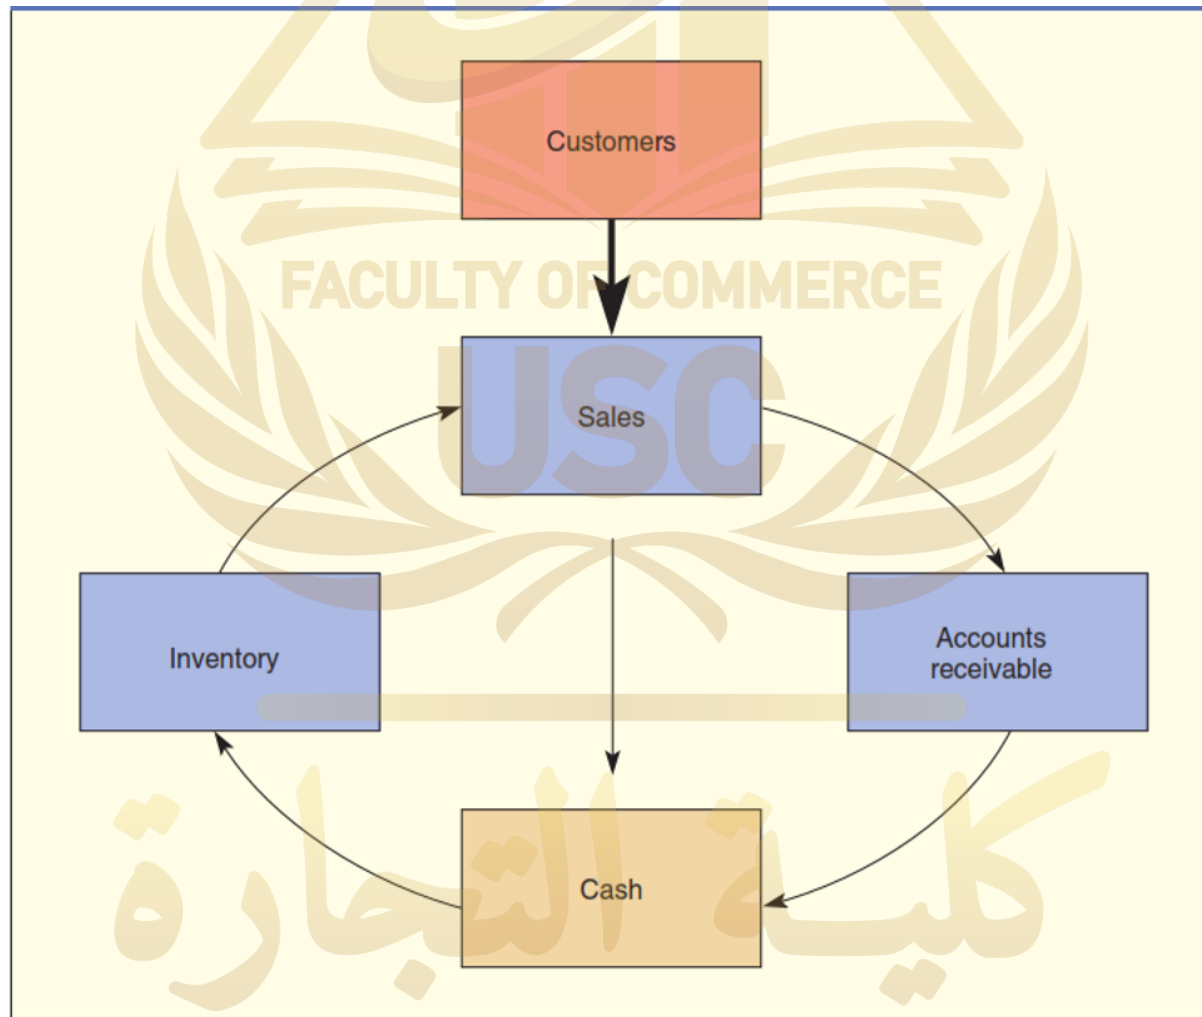 Customers
FACULTY OF COMMERCE
USC
Sales
Inventory
Accounts
receivable
Cash
كلية التجارة